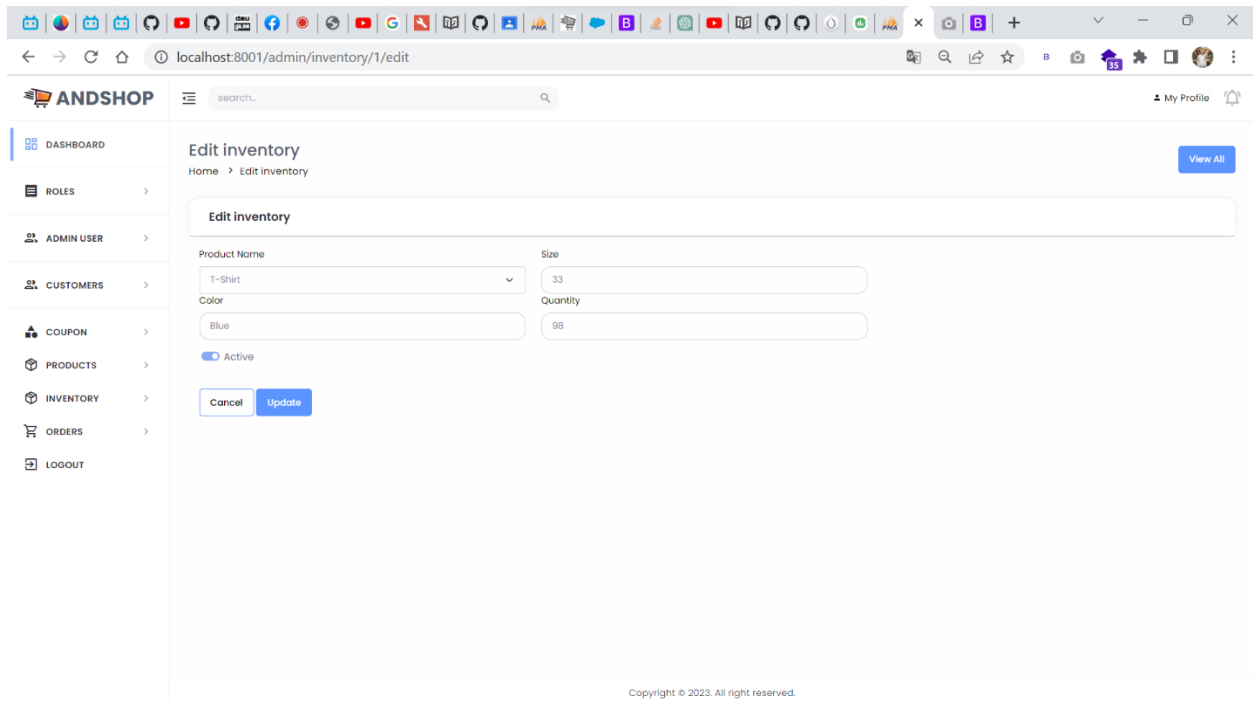 localhost:8001/admin/inventory/1/edit
35
ANDSHOP
search..
My Profile
DASHBOARD
ROLES
ADMIN USER
CUSTOMERS
COUPON
PRODUCTS
INVENTORY
ORDERS
LOGOUT
Edit inventory
Home > Edit inventory
View All
Edit inventory
Product Name
Size
T-Shirt
33
Color
Quantity
Blue
98
Active
Cancel
Update
Copyright © 2023. All right reserved.